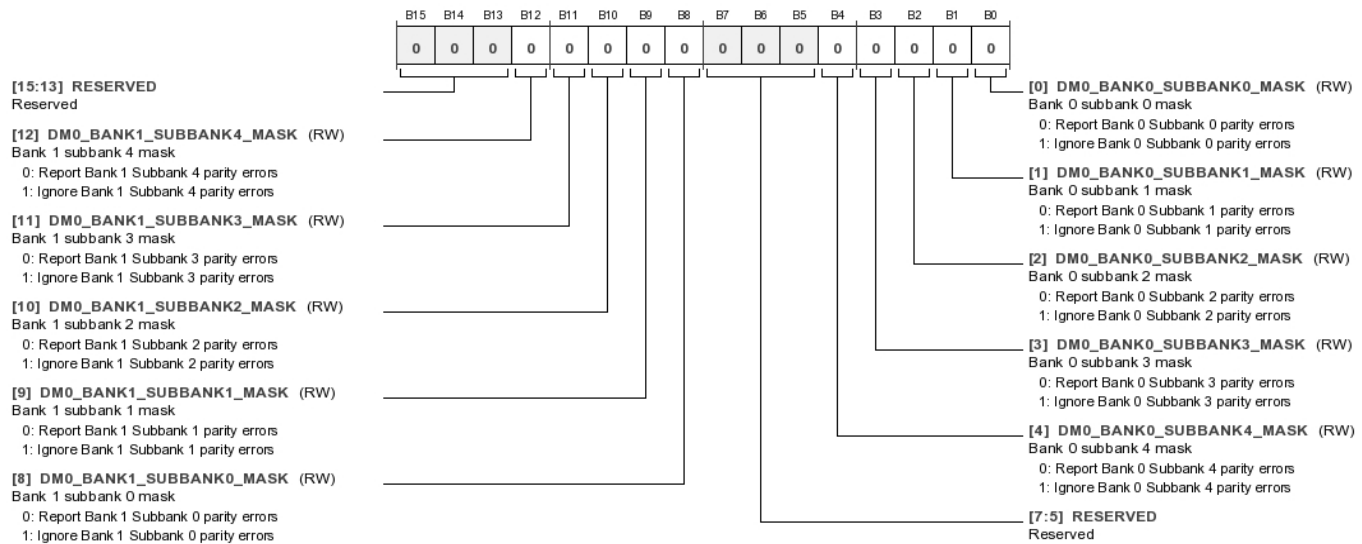 B15 B14 B13 B12 B11 B10 B9 B8 B7 B6 B5 B4 B3 B2 B1 B0
0 0 0 0 0 0 0 0 0 0 0 0 0 0 0 0
[15:13] RESERVED
Reserved
[12] DM0_BANK1_SUBBANK4_MASK (RW)
Bank 1 subbank 4 mask
0: Report Bank 1 Subbank 4 parity errors
1: Ignore Bank 1 Subbank 4 parity errors
[11] DM0_BANK1_SUBBANK3_MASK (RW)
Bank 1 subbank 3 mask
0: Report Bank 1 Subbank 3 parity errors
1: Ignore Bank 1 Subbank 3 parity errors
[10] DM0_BANK1_SUBBANK2_MASK (RW)
Bank 1 subbank 2 mask
0: Report Bank 1 Subbank 2 parity errors
1: Ignore Bank 1 Subbank 2 parity errors
[9] DM0_BANK1_SUBBANK1_MASK (RW)
Bank 1 subbank 1 mask
0: Report Bank 1 Subbank 1 parity errors
1: Ignore Bank 1 Subbank 1 parity errors
[8] DM0_BANK1_SUBBANK0_MASK (RW)
Bank 1 subbank 0 mask
0: Report Bank 1 Subbank 0 parity errors
1: Ignore Bank 1 Subbank 0 parity errors
[0] DM0_BANK0_SUBBANK0_MASK (RW)
Bank 0 subbank 0 mask
0: Report Bank 0 Subbank 0 parity errors
1: Ignore Bank 0 Subbank 0 parity errors
[1] DM0_BANK0_SUBBANK1_MASK (RW)
Bank 0 subbank 1 mask
0: Report Bank 0 Subbank 1 parity errors
1: Ignore Bank 0 Subbank 1 parity errors
[2] DM0_BANK0_SUBBANK2_MASK (RW)
Bank 0 subbank 2 mask
0: Report Bank 0 Subbank 2 parity errors
1: Ignore Bank 0 Subbank 2 parity errors
[3] DM0_BANK0_SUBBANK3_MASK (RW)
Bank 0 subbank 3 mask
0: Report Bank 0 Subbank 3 parity errors
1: Ignore Bank 0 Subbank 3 parity errors
[4] DM0_BANK0_SUBBANK4_MASK (RW)
Bank 0 subbank 4 mask
0: Report Bank 0 Subbank 4 parity errors
1: Ignore Bank 0 Subbank 4 parity errors
[7:5] RESERVED
Reserved